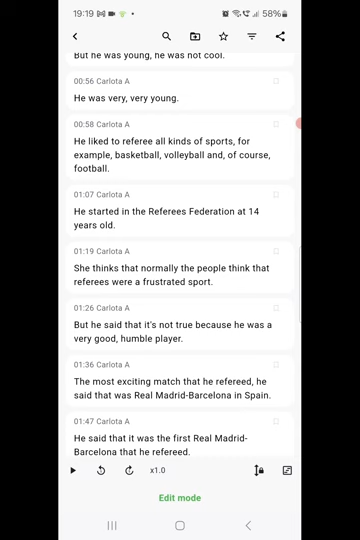 19:19
58%
But he was young, he was not cool.
00:56 Carlota A
He was very, very young.
00:58 Carlota A
He liked to referee all kinds of sports, for
example, basketball, volleyball and, of course,
football.
01:07 Carlota A
He started in the Referees Federation at 14
years old.
01:19 Carlota A
She thinks that normally the people think that
referees were a frustrated sport.
01:26 Carlota A
But he said that it's not true because he was a
very good, humble player.
01:36 Carlota A
The most exciting match that he refereed, he
said that was Real Madrid-Barcelona in Spain.
01:47 Carlota A
He said that it was the first Real Madrid-
Barcelona that he refereed.
x1.0
Edit mode